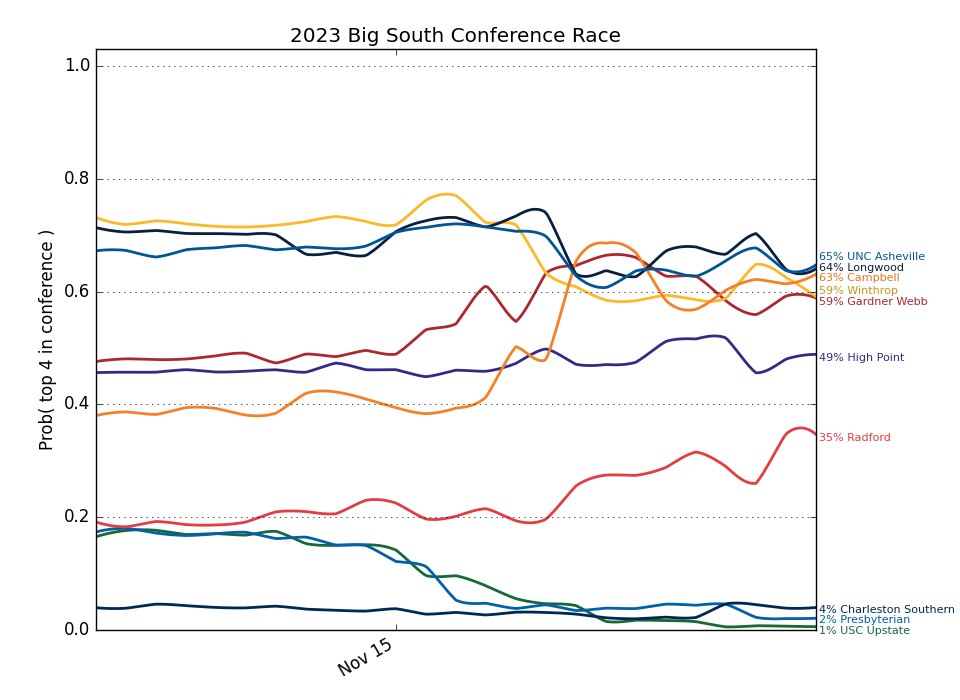 2023 Big South Conference Race
Prob( top 4 in conference )
1.0
0.8
0.6
0.4
0.2
0.0
Nov 15
65% UNC Asheville
64% Longwood
63% Campbell
59% Winthrop
59% Gardner Webb
49% High Point
35% Radford
4% Charleston Southern
2% Presbyterian
1% USC Upstate